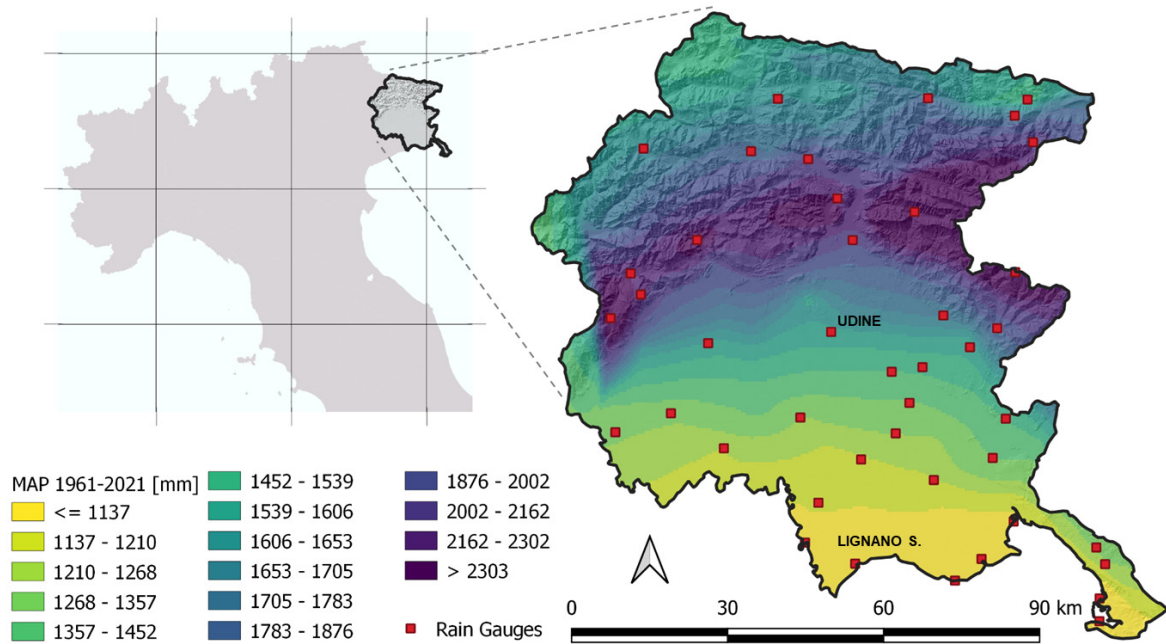 UDINE
LIGNANO S.
MAP 1961-2021 [mm]
<= 1137
1137 - 1210
1210 - 1268
1268 - 1357
1357 - 1452
1452 - 1539
1539 - 1606
1606 - 1653
1653 - 1705
1705 - 1783
1783 - 1876
1876 - 2002
2002 - 2162
2162 - 2302
> 2303
Rain Gauges
0 30 60 90 km